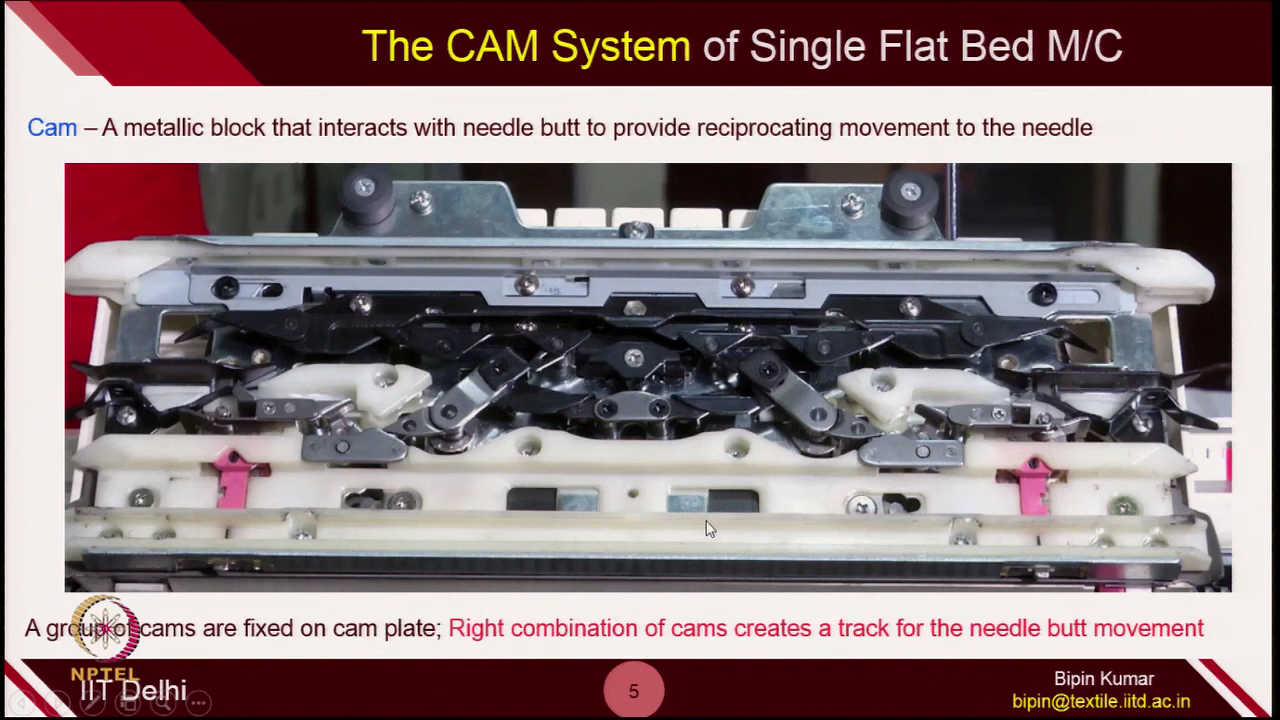 The CAM System of Single Flat Bed M/C
Cam – A metallic block that interacts with needle butt to provide reciprocating movement to the needle
A group of cams are fixed on cam plate; Right combination of cams creates a track for the needle butt movement
NPTEL
IIT Delhi
5
Bipin Kumar
bipin@textile.iitd.ac.in